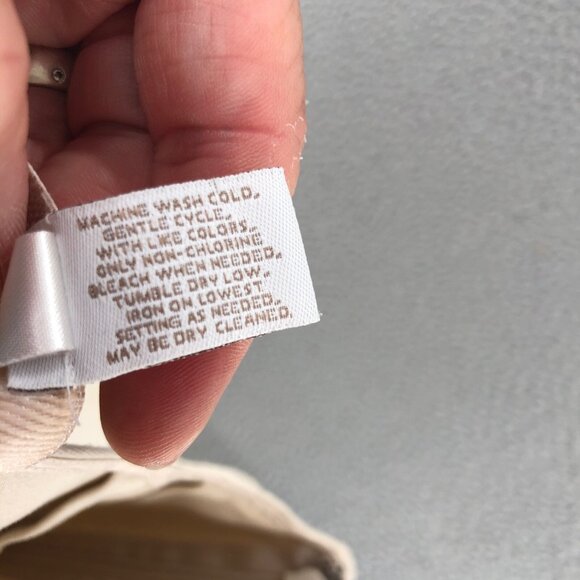 MACHINE WASH COLD.
GENTLE CYCLE.
WITH LIKE COLORS.
ONLY NON-CHLORINE
BLEACH WHEN NEEDED.
TUMBLE DRY LOW.
IRON ON LOWEST
SETTING AS NEEDED.
MAY BE DRY CLEANED.